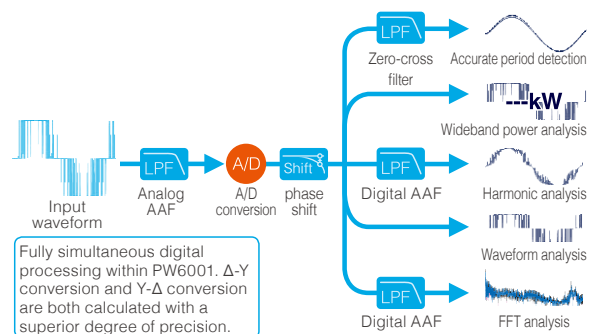 LPF
Zero-cross
filter
Accurate period detection
---kW
Wideband power analysis
Input
waveform
LPF
Analog
AAF
A/D
A/D
conversion
Shift
phase
shift
LPF
Digital AAF
Harmonic analysis
Waveform analysis
LPF
Digital AAF
FFT analysis
Fully simultaneous digital
processing within PW6001. Δ-Y
conversion and Y-Δ conversion
are both calculated with a
superior degree of precision.